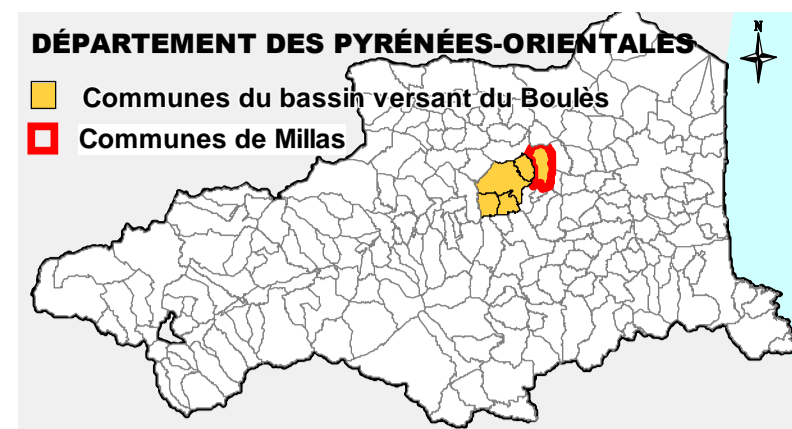 DÉPARTEMENT DES PYRÉNÉES-ORIENTALES
N
Communes du bassin versant du Boulès
Communes de Millas